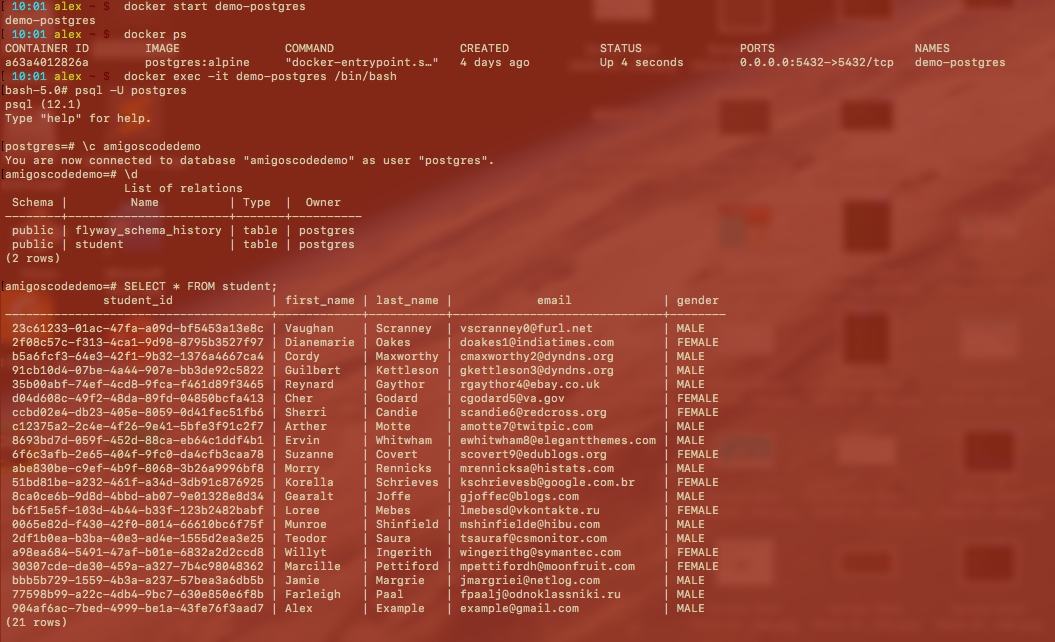 [ 10:01 alex ~ $  docker start demo-postgres
demo-postgres
[ 10:01 alex ~ $  docker ps
CONTAINER ID        IMAGE               COMMAND                  CREATED             STATUS              PORTS                    NAMES
a63a4012826a        postgres:alpine     "docker-entrypoint.s…"   4 days ago          Up 4 seconds        0.0.0.0:5432->5432/tcp   demo-postgres
[ 10:01 alex ~ $  docker exec -it demo-postgres /bin/bash
bash-5.0# psql -U postgres
psql (12.1)
Type "help" for help.
[postgres=# \c amigoscodedemo
You are now connected to database "amigoscodedemo" as user "postgres".
[amigoscodedemo=# \d
                 List of relations
 Schema |         Name          | Type  |  Owner
--------+-----------------------+-------+----------
 public | flyway_schema_history | table | postgres
 public | student               | table | postgres
(2 rows)
[amigoscodedemo=# SELECT * FROM student;
              student_id              | first_name | last_name |            email            | gender
--------------------------------------+------------+-----------+-----------------------------+--------
 23c61233-01ac-47fa-a09d-bf5453a13e8c | Vaughan    | Scranney  | vscranney0@furl.net         | MALE
 2f08c57c-f313-4ca1-9d98-8795b3527f97 | Dianemarie | Oakes     | doakes1@indiatimes.com      | FEMALE
 b5a6fcf3-64e3-42f1-9b32-1376a4667ca4 | Cordy      | Maxworthy | cmaxworthy2@dyndns.org      | MALE
 91cb10d4-07be-4a44-907e-bb3de92c5822 | Guilbert   | Kettleson | gkettleson3@dyndns.org      | MALE
 35b00abf-74ef-4cd8-9fca-f461d89f3465 | Reynard    | Gaythor   | rgaythor4@ebay.co.uk        | MALE
 d04d608c-49f2-48da-89fd-04850bcfa413 | Cher       | Godard    | cgodard5@va.gov             | FEMALE
 ccbd02e4-db23-405e-8059-0d41fec51fb6 | Sherri     | Candie    | scandie6@redcross.org       | FEMALE
 c12375a2-2c4e-4f26-9e41-5bfe3f91c2f7 | Arther     | Motte     | amotte7@twitpic.com         | MALE
 8693bd7d-059f-452d-88ca-eb64c1ddf4b1 | Ervin      | Whitwham  | ewhitwham8@elegantthemes.com | MALE
 6f6c3afb-2e65-404f-9fc0-da4cfb3caa78 | Suzanne    | Covert    | scovert9@edublogs.org       | FEMALE
 abe830be-c9ef-4b9f-8068-3b26a9996bf8 | Morry      | Rennicks  | mrennicksa@histats.com      | MALE
 51bd81be-a232-461f-a34d-3db91c876925 | Korella    | Schrieves | kschrievesb@google.com.br   | FEMALE
 8ca0ce6b-9d8d-4bbd-ab07-9e01328e8d34 | Gearalt    | Joffe     | gjoffec@blogs.com           | MALE
 b6f15e5f-103d-4b44-b33f-123b2482babf | Loree      | Mebes     | lmebesd@vkontakte.ru        | FEMALE
 0065e82d-f430-42f0-8014-66610bc6f75f | Munroe     | Shinfield | mshinfielde@hibu.com        | MALE
 2df1b0ea-b3ba-40e3-ad4e-1555d2ea3e25 | Teodor     | Saura     | tsauraf@csmonitor.com       | MALE
 a98ea684-5491-47af-b01e-6832a2d2ccd8 | Willyt     | Ingerith  | wingerithg@symantec.com     | FEMALE
 30307cde-de30-459a-a327-7b4c98048362 | Marcille   | Pettiford | mpettifordh@moonfruit.com   | FEMALE
 bbb5b729-1559-4b3a-a237-57bea3a6db5b | Jamie      | Margrie   | jmargriei@netlog.com        | MALE
 77598b99-a22c-4db4-9bc7-630e850e6f8b | Farleigh   | Paal      | fpaalj@odnoklassniki.ru     | MALE
 904af6ac-7bed-4999-be1a-43fe76f3aad7 | Alex       | Example   | example@gmail.com           | MALE
(21 rows)